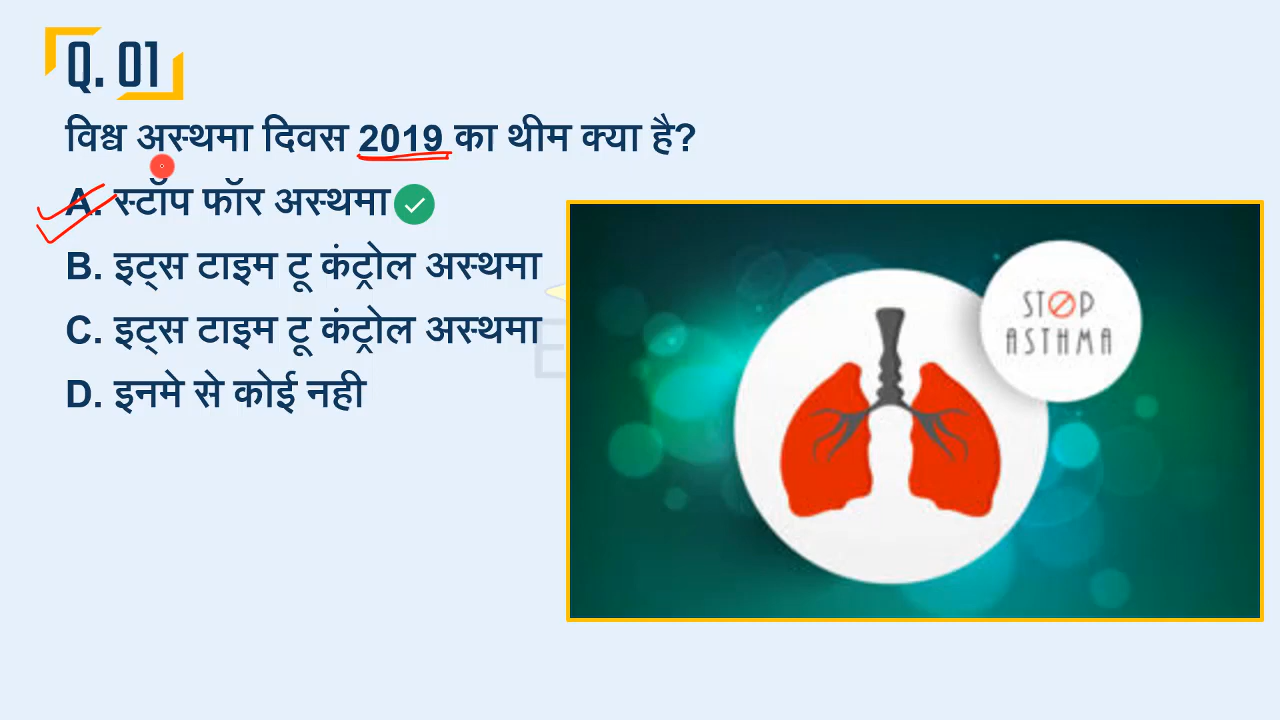 Q. 01
विश्व अस्थमा दिवस 2019 का थीम क्या है?
A. स्टॉप फॉर अस्थमा
B. इट्स टाइम टू कंट्रोल अस्थमा
C. इट्स टाइम टू कंट्रोल अस्थमा
D. इनमे से कोई नही
STOP
ASTHMA